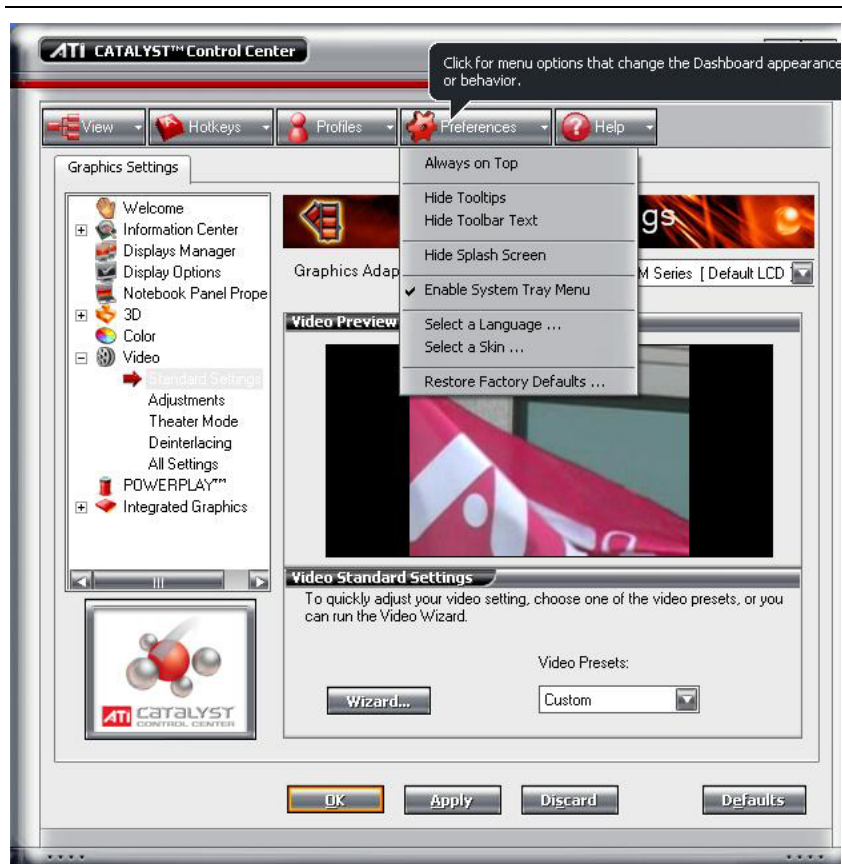 ATI CATALYST™ Control Center
Click for menu options that change the Dashboard appearance
or behavior.
View
Hotkeys
Profiles
Preferences
Help
Graphics Settings
Always on Top
Hide Tooltips
Hide Toolbar Text
Hide Splash Screen
Enable System Tray Menu
Select a Language ...
Select a Skin ...
Restore Factory Defaults ...
Welcome
Information Center
Displays Manager
Display Options
Notebook Panel Prope
3D
Color
Video
Standard Settings
Adjustments
Theater Mode
Deinterlacing
All Settings
POWERPLAY™
Integrated Graphics
gs
Graphics Adap
M Series [ Default LCD ]
Video Preview
Video Standard Settings
To quickly adjust your video setting, choose one of the video presets, or you
can run the Video Wizard.
Video Presets:
Wizard...
Custom
ATI CATALYST
CONTROL CENTER
OK
Apply
Discard
Defaults